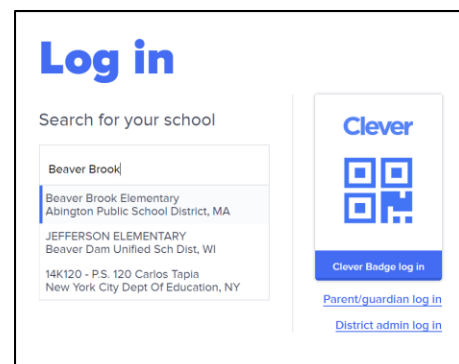 Log in
Search for your school
Beaver Brook
Beaver Brook Elementary
Abington Public School District, MA
JEFFERSON ELEMENTARY
Beaver Dam Unified Sch Dist, WI
14K120 - P.S. 120 Carlos Tapia
New York City Dept Of Education, NY
Clever
Clever Badge log in
Parent/guardian log in
District admin log in